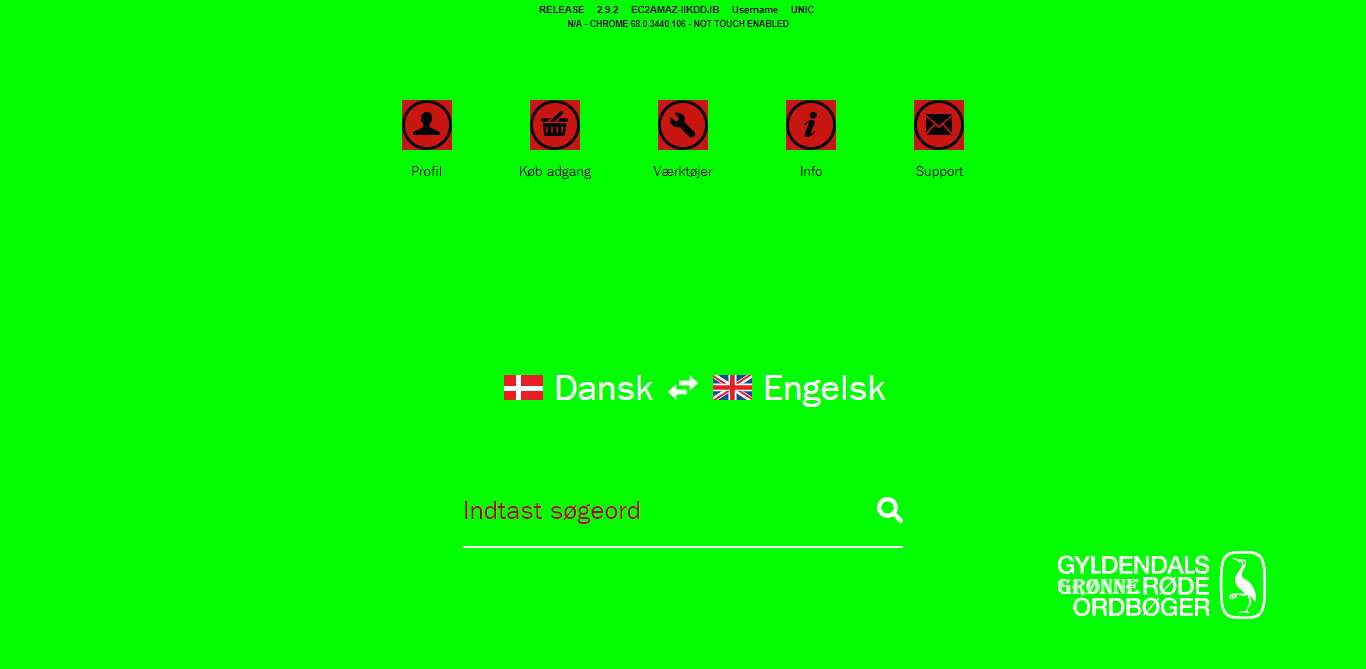 RELEASE 2.9.2 EC2AMAZ-IIKDDJB Username UNIC
N/A - CHROME 68.0.3440.106 - NOT TOUCH ENABLED
Profil
Køb adgang
Værktøjer
Info
Support
Dansk Engelsk
Indtast søgeord
GYLDENDALS
GRØNNE RØDE
ORDBØGER